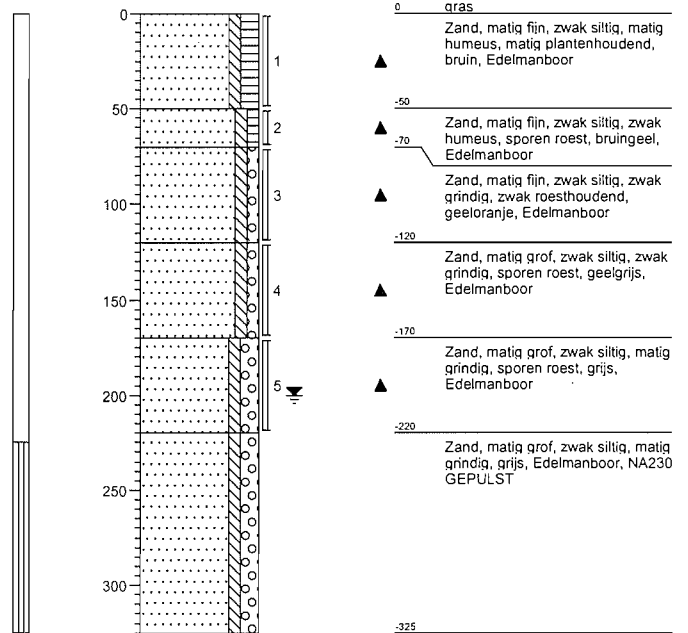 0
50
100
150
200
250
300
1
2
3
4
5
0 gras
Zand, matig fijn, zwak siltig, matig
humeus, matig plantenhoudend,
bruin, Edelmanboor
-50
Zand, matig fijn, zwak siltig, zwak
humeus, sporen roest, bruingeel,
Edelmanboor
-70
Zand, matig fijn, zwak siltig, zwak
grindig, zwak roesthoudend,
geeloranje, Edelmanboor
-120
Zand, matig grof, zwak siltig, zwak
grindig, sporen roest, geelgrijs,
Edelmanboor
-170
Zand, matig grof, zwak siltig, matig
grindig, sporen roest, grijs,
Edelmanboor
-220
Zand, matig grof, zwak siltig, matig
grindig, grijs, Edelmanboor, NA230
GEPULST
-325